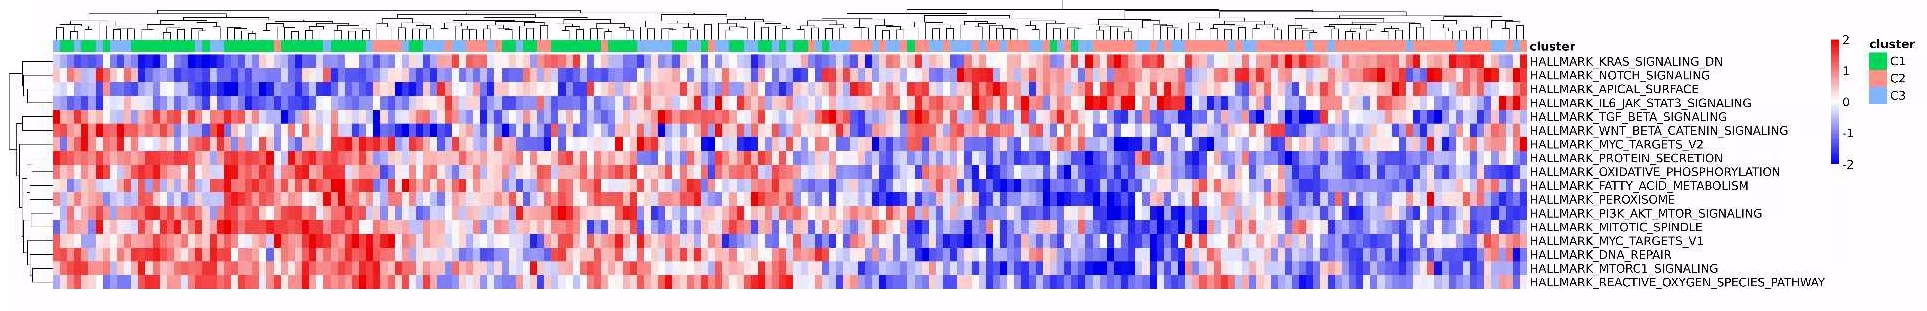 cluster
HALLMARK_KRAS_SIGNALING_DN
HALLMARK_NOTCH_SIGNALING
HALLMARK_APICAL_SURFACE
HALLMARK_IL6_JAK_STAT3_SIGNALING
HALLMARK_TGF_BETA_SIGNALING
HALLMARK_WNT_BETA_CATENIN_SIGNALING
HALLMARK_MYC_TARGETS_V2
HALLMARK_PROTEIN_SECRETION
HALLMARK_OXIDATIVE_PHOSPHORYLATION
HALLMARK_FATTY_ACID_METABOLISM
HALLMARK_PEROXISOME
HALLMARK_PI3K_AKT_MTOR_SIGNALING
HALLMARK_MITOTIC_SPINDLE
HALLMARK_MYC_TARGETS_V1
HALLMARK_DNA_REPAIR
HALLMARK_MTORC1_SIGNALING
HALLMARK_REACTIVE_OXYGEN_SPECIES_PATHWAY
2
1
0
-1
-2
cluster
C1
C2
C3